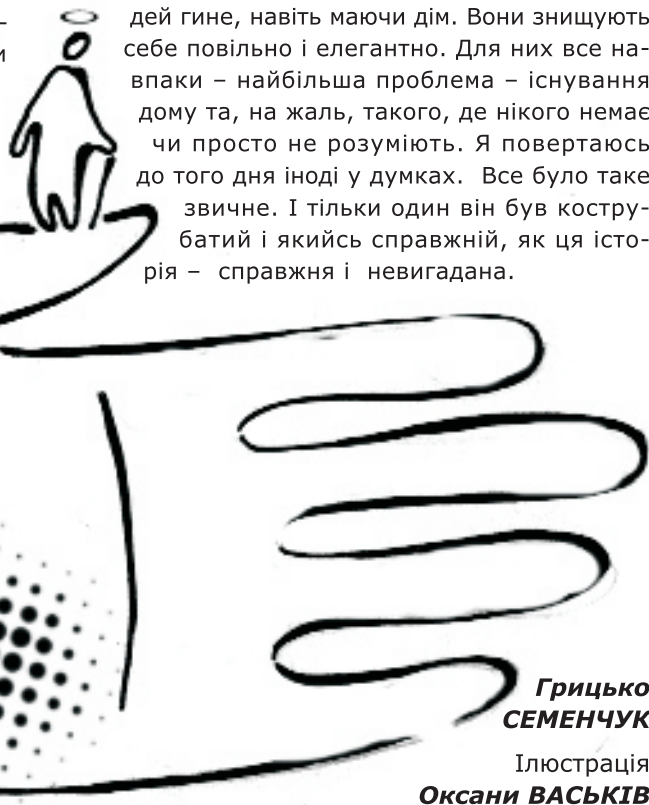 дей гине, навіть маючи дім. Вони знищують
себе повільно і елегантно. Для них все на-
впаки – найбільша проблема – існування
дому та, на жаль, такого, де нікого немає
чи просто не розуміють. Я повертаюсь
до того дня іноді у думках. Все було таке
звичне. І тільки один він був костру-
батий і якийсь справжній, як ця істо-
рія – справжня і невигадана.
Грицько
СЕМЕНЧУК
Ілюстрація
Оксани ВАСЬКІВ